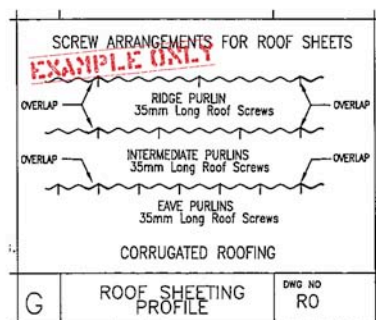 SCREW ARRANGEMENTS FOR ROOF SHEETS
EXAMPLE ONLY
OVERLAP
RIDGE PURLIN
35mm Long Roof Screws
OVERLAP
OVERLAP
INTERMEDIATE PURLINS
35mm Long Roof Screws
OVERLAP
EAVE PURLINS
35mm Long Roof Screws
CORRUGATED ROOFING
G
ROOF SHEETING
PROFILE
DWG NO
RO